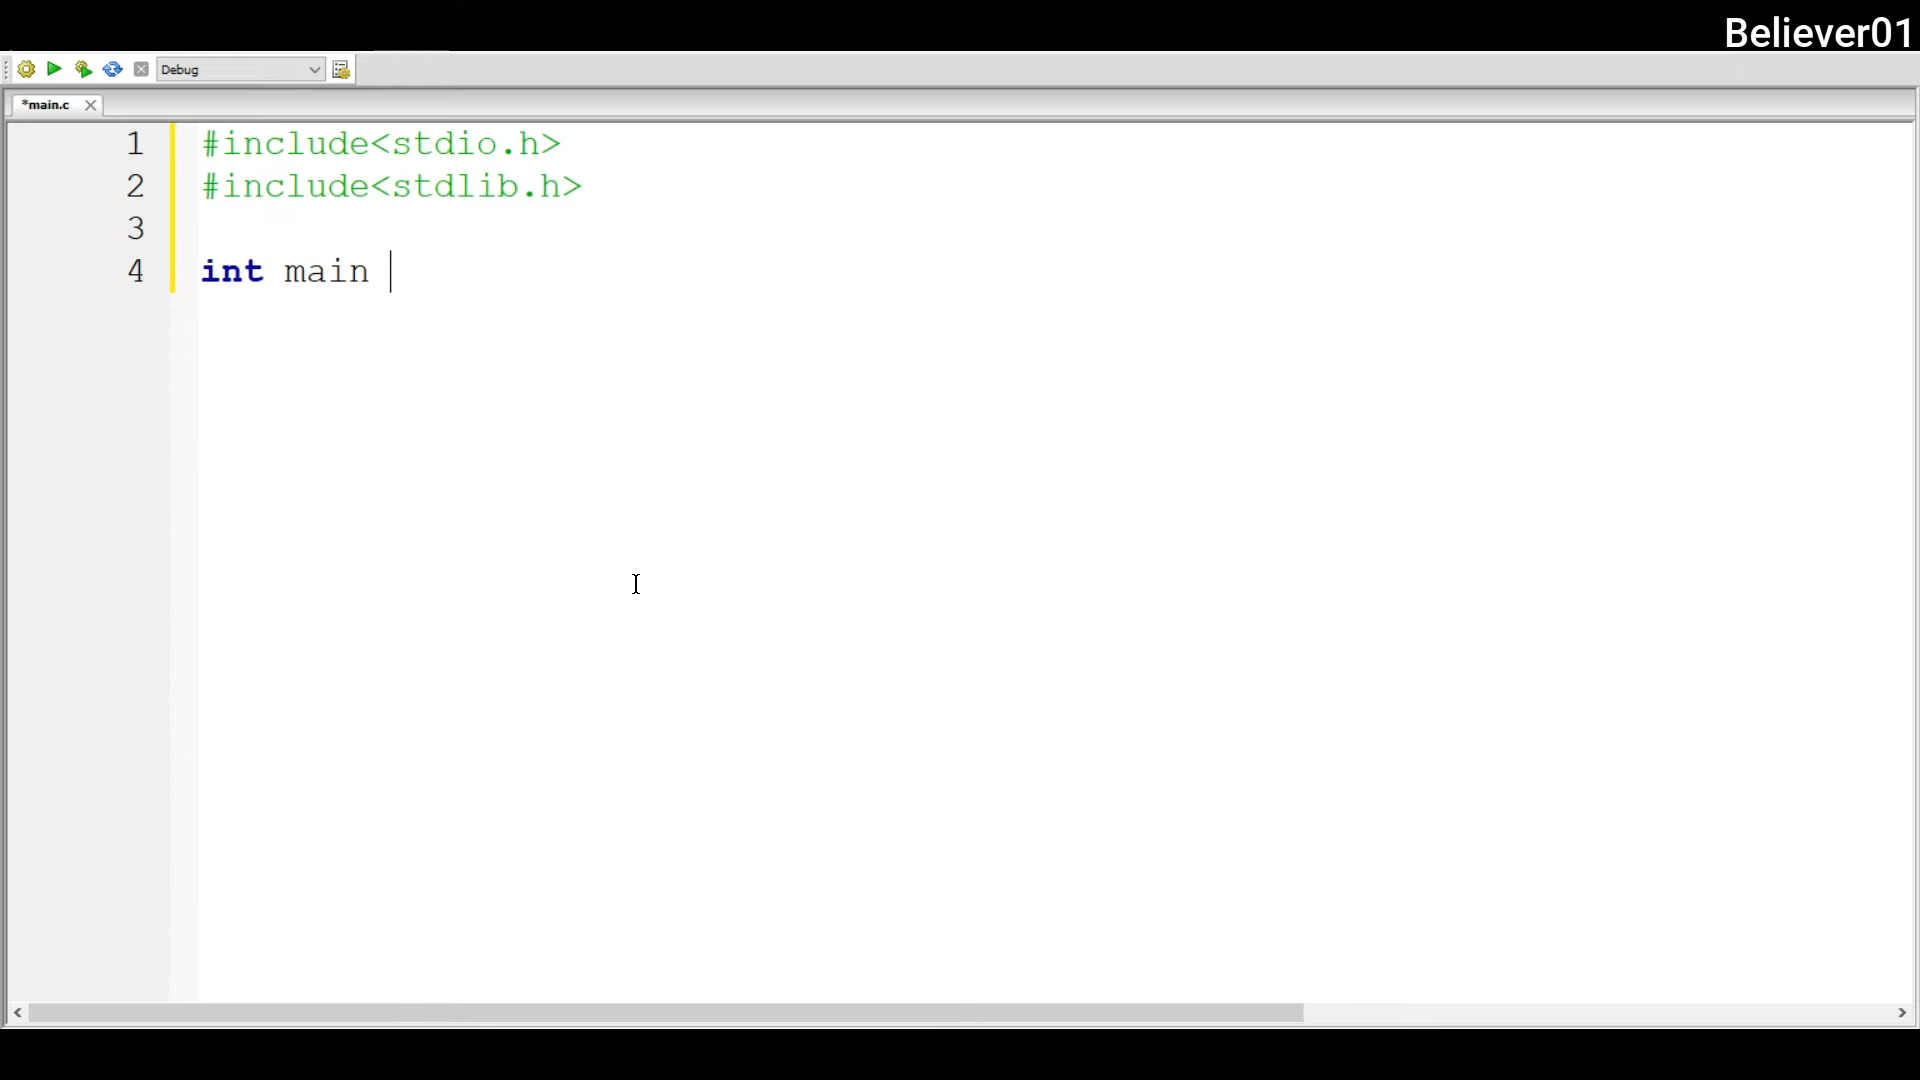 Believer01
Debug
*main.c
1 #include<stdio.h>
2 #include<stdlib.h>
3
4 int main